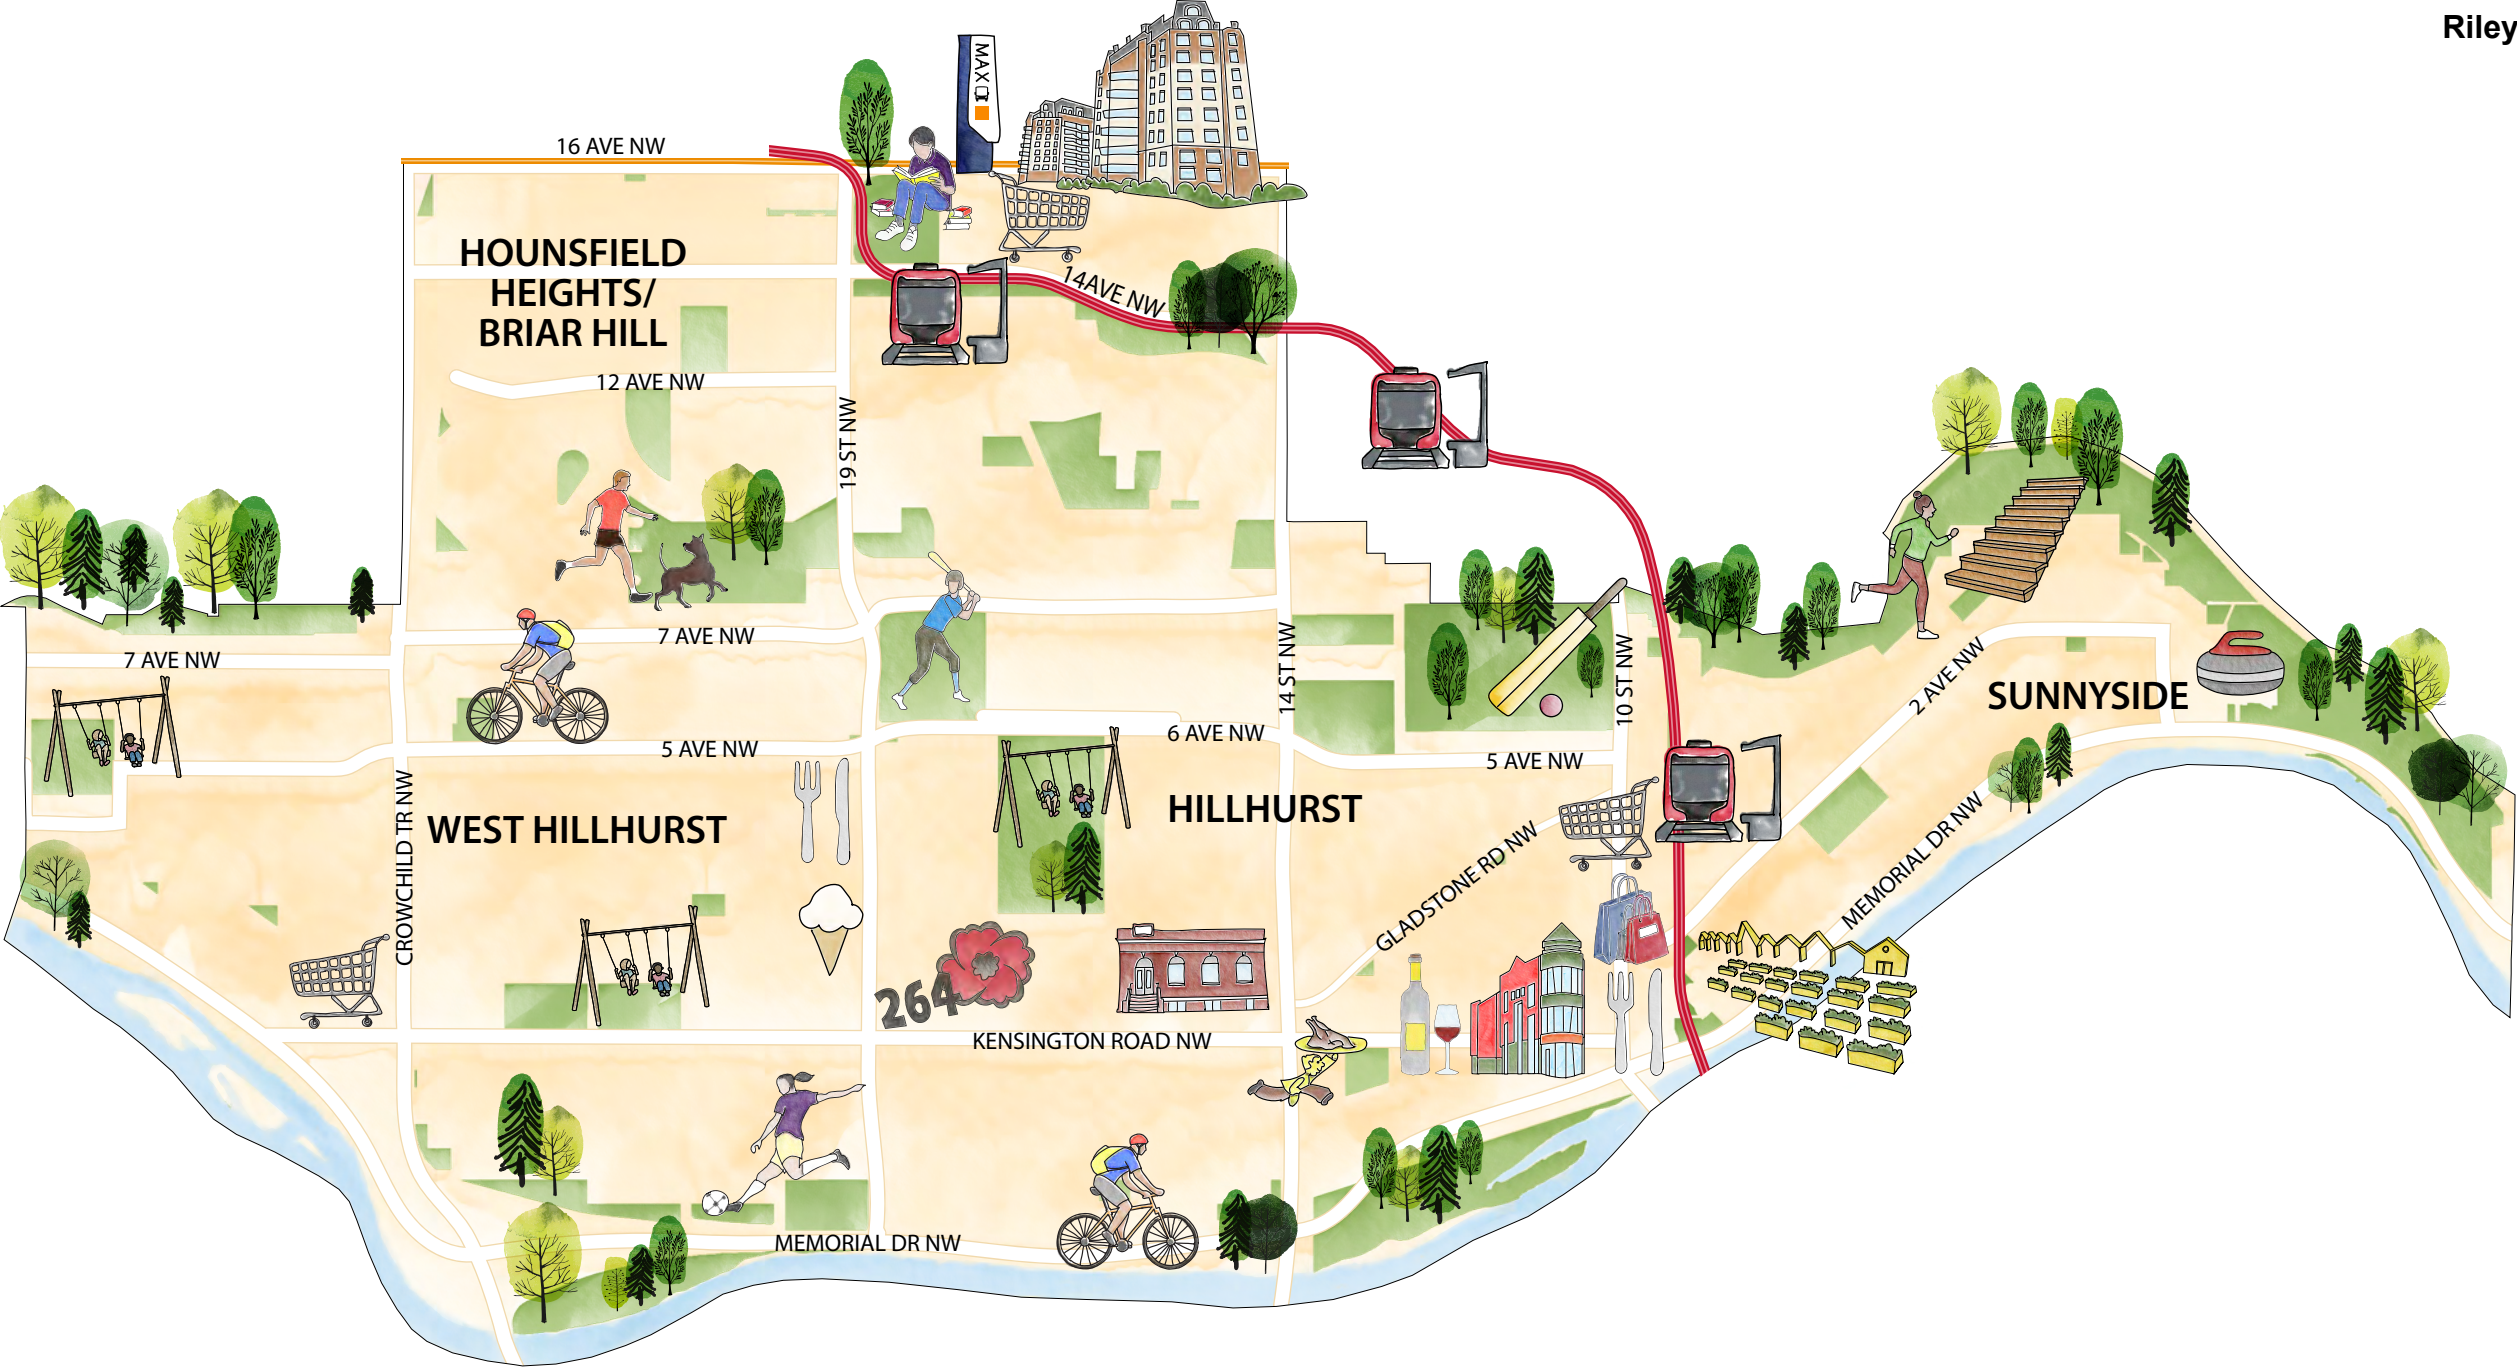 Riley
MAX
16 AVE NW
HOUNSFIELD
HEIGHTS/
BRIAR HILL
14AVE NW
12 AVE NW
19 ST NW
7 AVE NW
7 AVE NW
14 ST NW
10 ST NW
2 AVE NW
SUNNYSIDE
5 AVE NW
6 AVE NW
5 AVE NW
CROWCHILD TR NW
WEST HILLHURST
HILLHURST
GLADSTONE RD NW
MEMORIAL DR NW
264
KENSINGTON ROAD NW
MEMORIAL DR NW